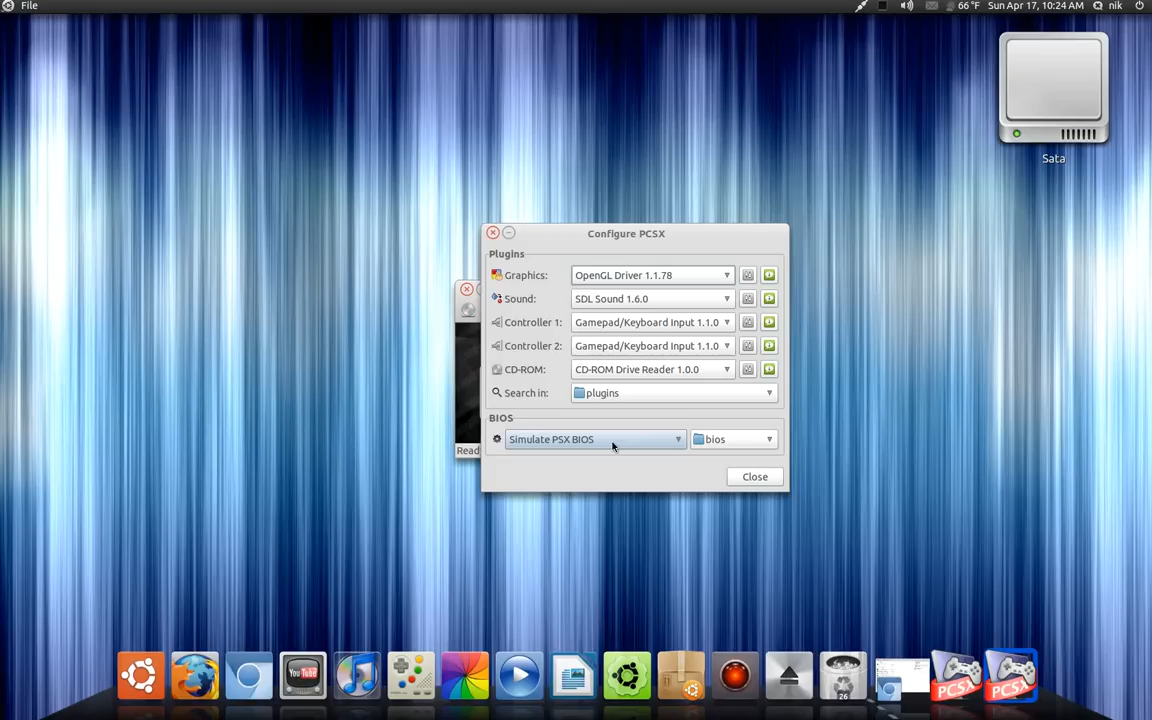 File
66 °F Sun Apr 17, 10:24 AM nik
Sata
Configure PCSX
Plugins
Graphics: OpenGL Driver 1.1.78
Sound: SDL Sound 1.6.0
Controller 1: Gamepad/Keyboard Input 1.1.0
Controller 2: Gamepad/Keyboard Input 1.1.0
CD-ROM: CD-ROM Drive Reader 1.0.0
Search in: plugins
BIOS
Simulate PSX BIOS bios
Read
Close
You Tube
26
PCSX
PCSX